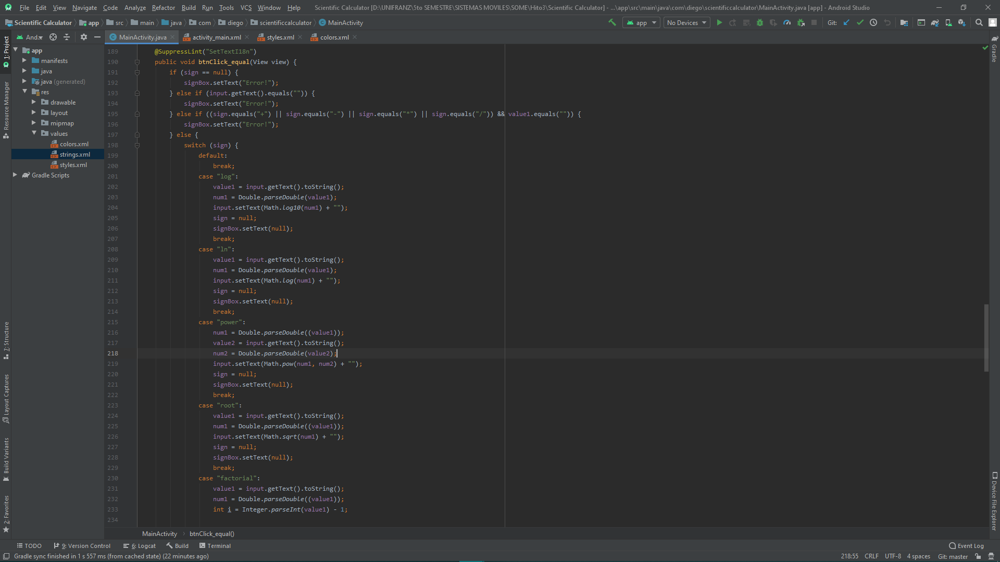 File Edit View Navigate Code Analyze Refactor Build Run Tools VCS Window Help Scientific Calculator [D:\UNIFRANZ\5to SEMESTRE\SISTEMAS MOVILES\SOME\Hito3\Scientific Calculator] - ...\app\src\main\java\com\diego\scientificcalculator\MainActivity.java [app] - Android Studio
Scientific Calculator app src main java com diego scientificcalculator MainActivity app No Devices Git:
And... MainActivity.java activity_main.xml styles.xml colors.xml
1: Project
Resource Manager
7: Structure
Layout Captures
Build Variants
2: Favorites
app
manifests
java
java (generated)
res
drawable
layout
mipmap
values
colors.xml
strings.xml
styles.xml
Gradle Scripts
189 @SuppressLint("SetTextI18n")
190 public void btnClick_equal(View view) {
191 if (sign == null) {
192 signBox.setText("Error!");
193 } else if (input.getText().equals("")) {
194 signBox.setText("Error!");
195 } else if ((sign.equals("+") || sign.equals("-") || sign.equals("*") || sign.equals("/")) && value1.equals("")) {
196 signBox.setText("Error!");
197 } else {
198 switch (sign) {
199 default:
200 break;
201 case "log":
202 value1 = input.getText().toString();
203 num1 = Double.parseDouble(value1);
204 input.setText(Math.log10(num1) + "");
205 sign = null;
206 signBox.setText(null);
207 break;
208 case "ln":
209 value1 = input.getText().toString();
210 num1 = Double.parseDouble(value1);
211 input.setText(Math.log(num1) + "");
212 sign = null;
213 signBox.setText(null);
214 break;
215 case "power":
216 num1 = Double.parseDouble((value1));
217 value2 = input.getText().toString();
218 num2 = Double.parseDouble(value2);
219 input.setText(Math.pow(num1, num2) + "");
220 sign = null;
221 signBox.setText(null);
222 break;
223 case "root":
224 value1 = input.getText().toString();
225 num1 = Double.parseDouble((value1));
226 input.setText(Math.sqrt(num1) + "");
227 sign = null;
228 signBox.setText(null);
229 break;
230 case "factorial":
231 value1 = input.getText().toString();
232 num1 = Double.parseDouble((value1));
233 int i = Integer.parseInt(value1) - 1;
234
Gradle
Device File Explorer
MainActivity btnClick_equal()
TODO 9: Version Control 6: Logcat Build Terminal Event Log
Gradle sync finished in 1 s 557 ms (from cached state) (22 minutes ago) 218:55 CRLF UTF-8 4 spaces Git: master